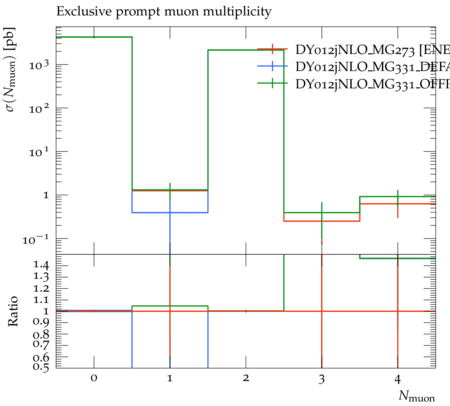 Exclusive prompt muon multiplicity
σ(Nmuon) [pb]
10³
10²
10¹
1
10⁻¹
DY012jNLO_MG273 [ENE
DY012jNLO_MG331_DEFA
DY012jNLO_MG331_OFFI
Ratio
1.4
1.3
1.2
1.1
1
0.9
0.8
0.7
0.6
0.5
0 1 2 3 4
Nmuon